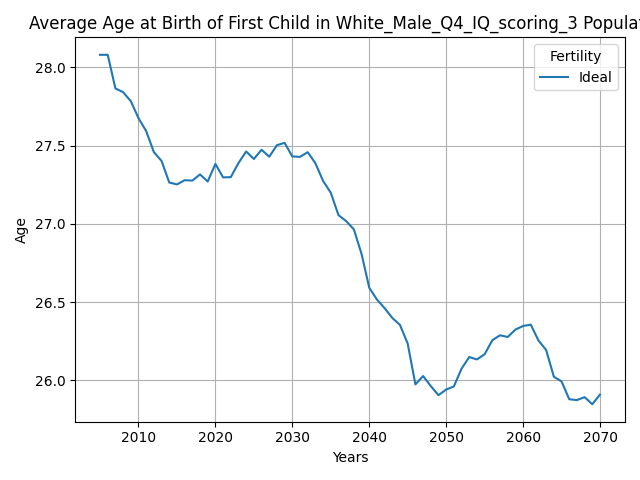 Average Age at Birth of First Child in White_Male_Q4_IQ_scoring_3 Populat
Fertility
Ideal
28.0
27.5
27.0
26.5
26.0
Age
2010 2020 2030 2040 2050 2060 2070
Years